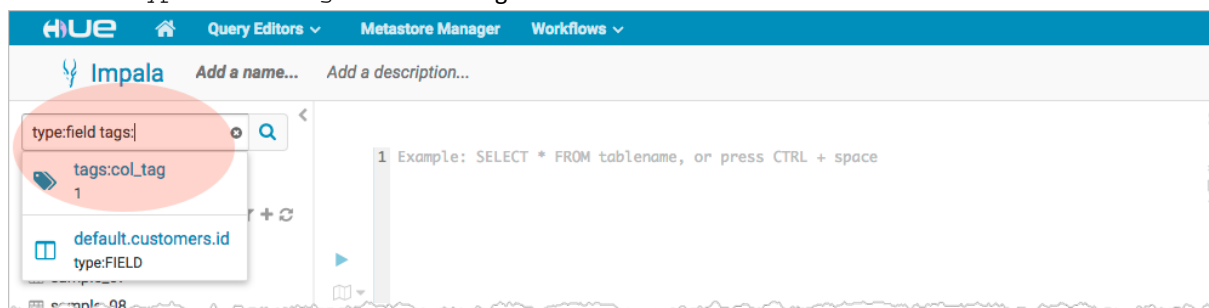 HUE Query Editors Metastore Manager Workflows
Impala Add a name... Add a description...
type:field tags:
tags:col_tag
1
default.customers.id
type:FIELD
1 Example: SELECT * FROM tablename, or press CTRL + space